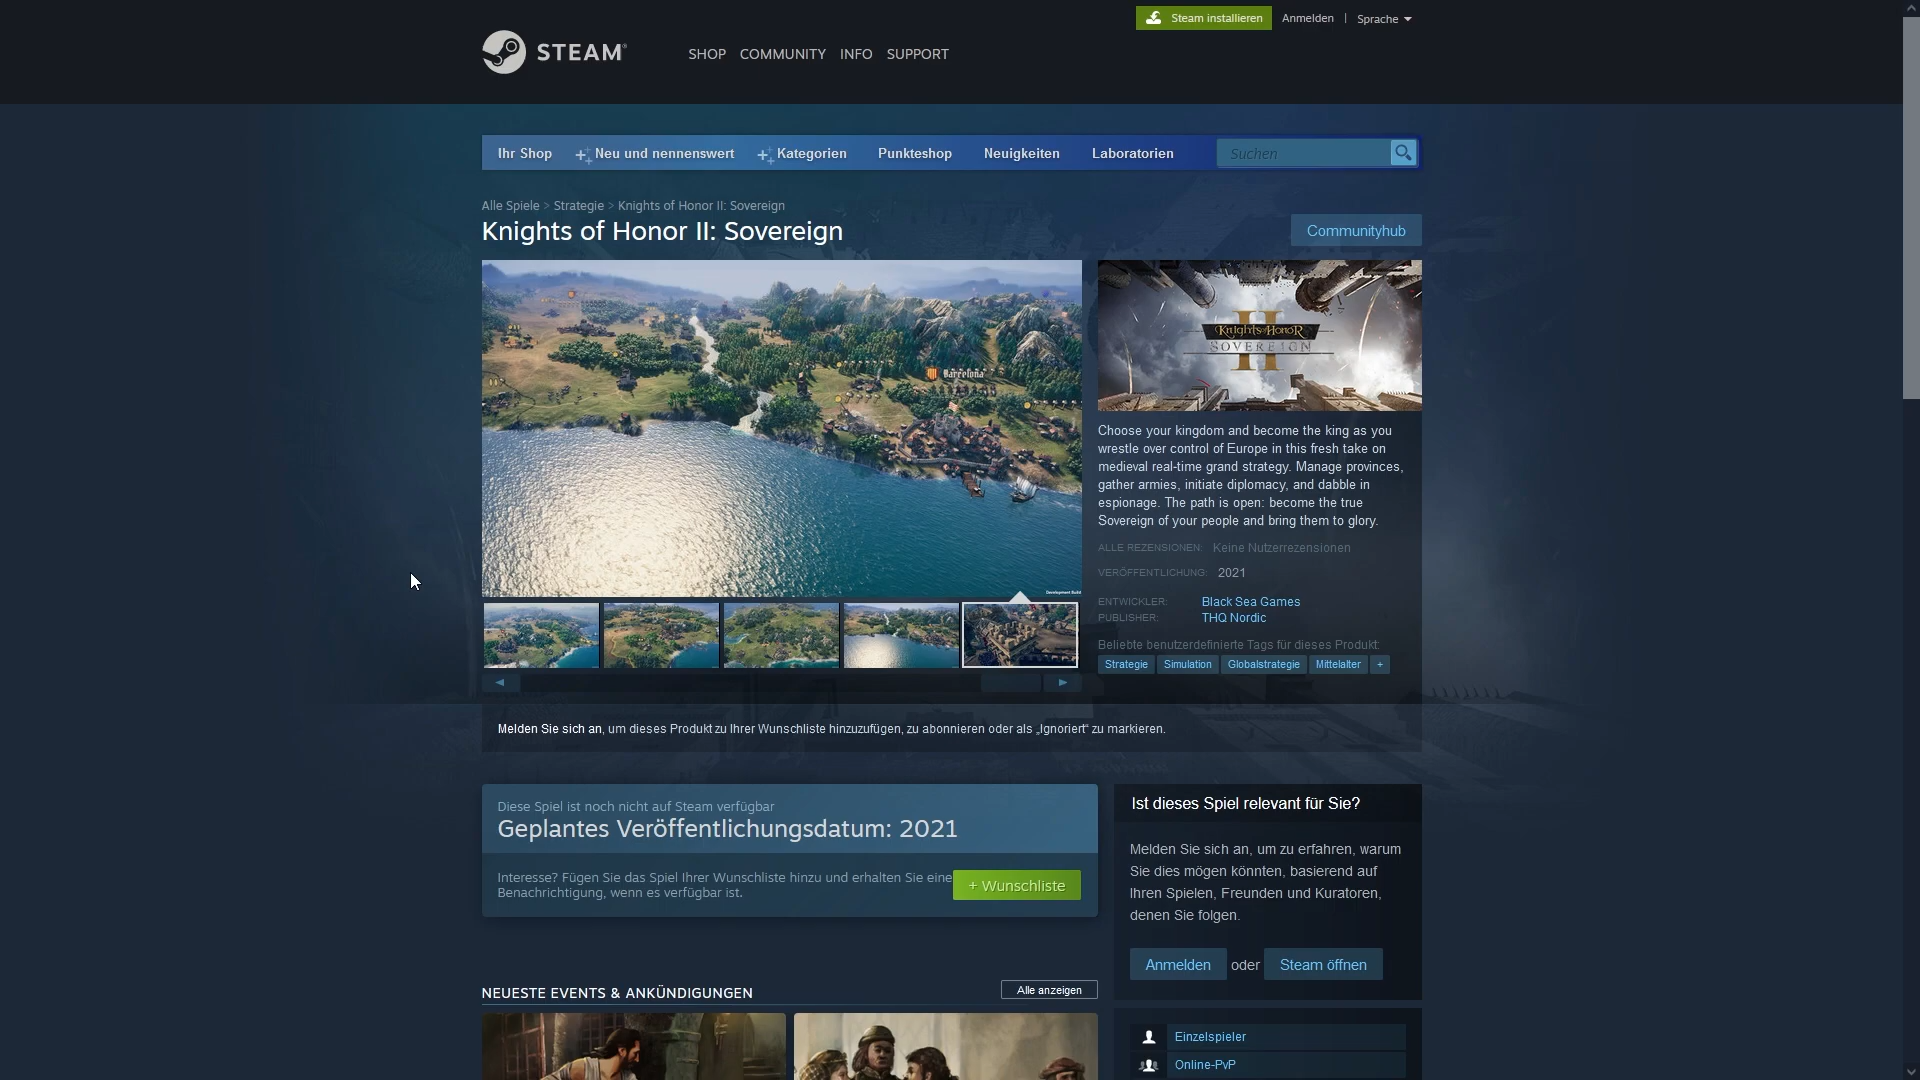 Steam installieren Anmelden | Sprache
STEAM
SHOP COMMUNITY INFO SUPPORT
Ihr Shop Neu und nennenswert Kategorien Punkteshop Neuigkeiten Laboratorien Suchen
Alle Spiele > Strategie > Knights of Honor II: Sovereign
Knights of Honor II: Sovereign
Communityhub
Barcelona
Development Build
II
Knights of Honor
SOVEREIGN
Choose your kingdom and become the king as you
wrestle over control of Europe in this fresh take on
medieval real-time grand strategy. Manage provinces,
gather armies, initiate diplomacy, and dabble in
espionage. The path is open: become the true
Sovereign of your people and bring them to glory.
ALLE REZENSIONEN: Keine Nutzerrezensionen
VERÖFFENTLICHUNG: 2021
ENTWICKLER: Black Sea Games
PUBLISHER: THQ Nordic
Beliebte benutzerdefinierte Tags für dieses Produkt:
Strategie Simulation Globalstrategie Mittelalter +
Melden Sie sich an, um dieses Produkt zu Ihrer Wunschliste hinzuzufügen, zu abonnieren oder als „Ignoriert“ zu markieren.
Diese Spiel ist noch nicht auf Steam verfügbar
Geplantes Veröffentlichungsdatum: 2021
Interesse? Fügen Sie das Spiel Ihrer Wunschliste hinzu und erhalten Sie eine
Benachrichtigung, wenn es verfügbar ist.
+ Wunschliste
Ist dieses Spiel relevant für Sie?
Melden Sie sich an, um zu erfahren, warum
Sie dies mögen könnten, basierend auf
Ihren Spielen, Freunden und Kuratoren,
denen Sie folgen.
Anmelden oder Steam öffnen
NEUESTE EVENTS & ANKÜNDIGUNGEN
Alle anzeigen
Einzelspieler
Online-PvP